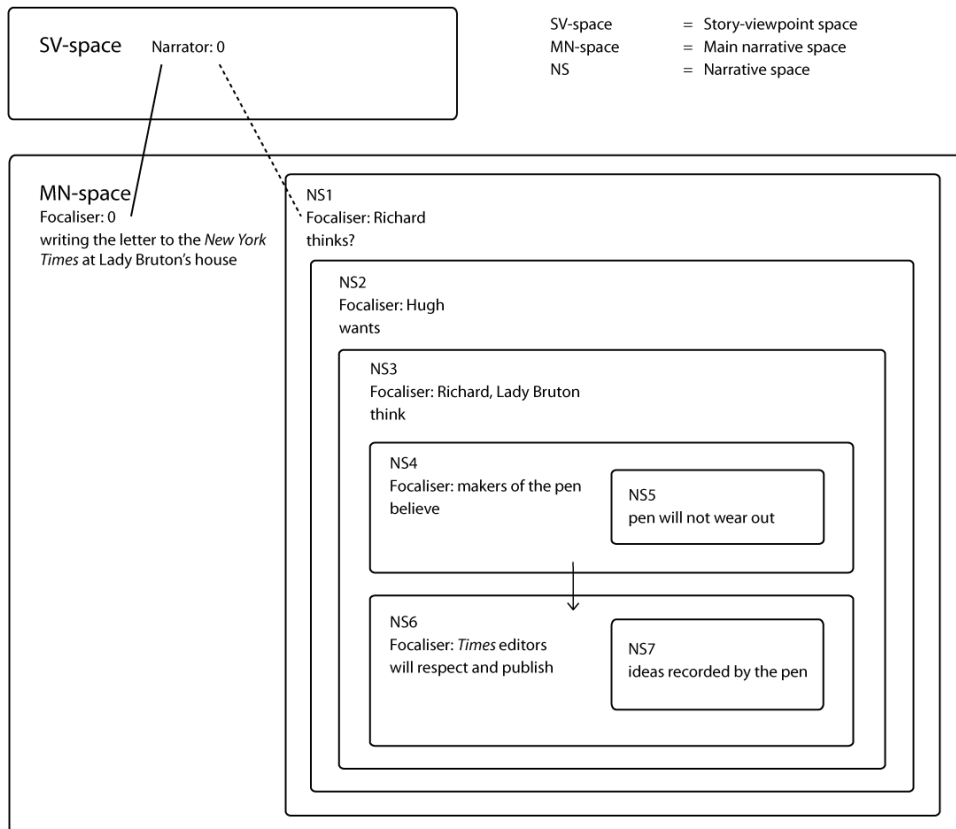 SV-space Narrator: 0
SV-space = Story-viewpoint space
MN-space = Main narrative space
NS = Narrative space
MN-space
Focaliser: 0
writing the letter to the New York
Times at Lady Bruton's house
NS1
Focaliser: Richard
thinks?
NS2
Focaliser: Hugh
wants
NS3
Focaliser: Richard, Lady Bruton
think
NS4
Focaliser: makers of the pen
believe
NS5
pen will not wear out
NS6
Focaliser: Times editors
will respect and publish
NS7
ideas recorded by the pen